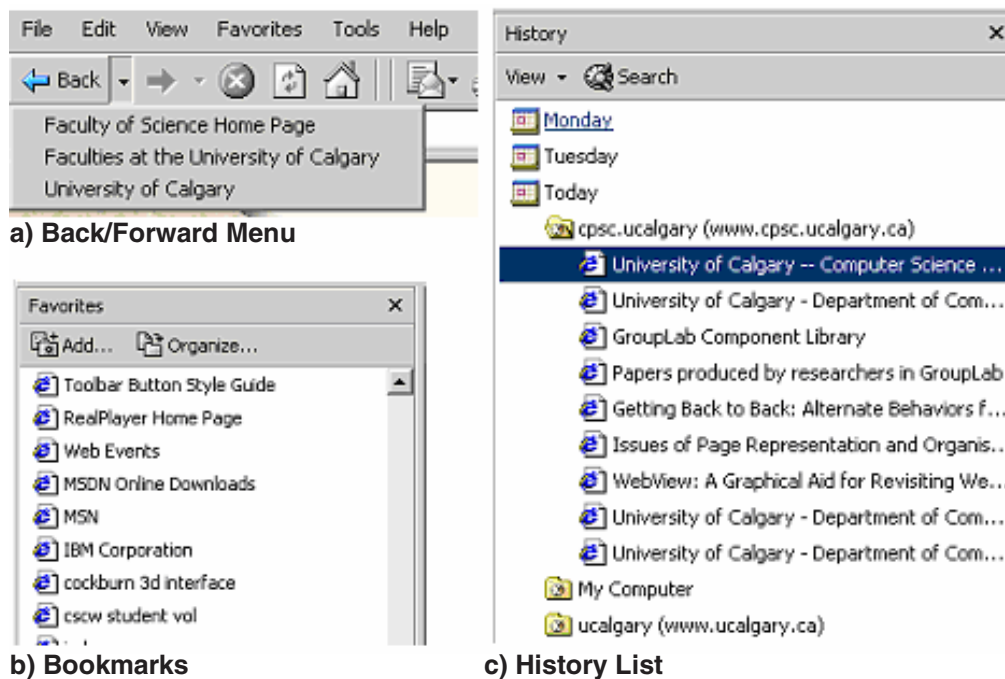 File Edit View Favorites Tools Help
Back
Faculty of Science Home Page
Faculties at the University of Calgary
University of Calgary
a) Back/Forward Menu
Favorites
Add... Organize...
Toolbar Button Style Guide
RealPlayer Home Page
Web Events
MSDN Online Downloads
MSN
IBM Corporation
cockburn 3d interface
cscw student vol
b) Bookmarks
History
View Search
Monday
Tuesday
Today
cpsc.ucalgary (www.cpsc.ucalgary.ca)
University of Calgary -- Computer Science ...
University of Calgary - Department of Com...
GroupLab Component Library
Papers produced by researchers in GroupLab
Getting Back to Back: Alternate Behaviors f...
Issues of Page Representation and Organis...
WebView: A Graphical Aid for Revisiting We...
University of Calgary - Department of Com...
University of Calgary - Department of Com...
My Computer
ucalgary (www.ucalgary.ca)
c) History List